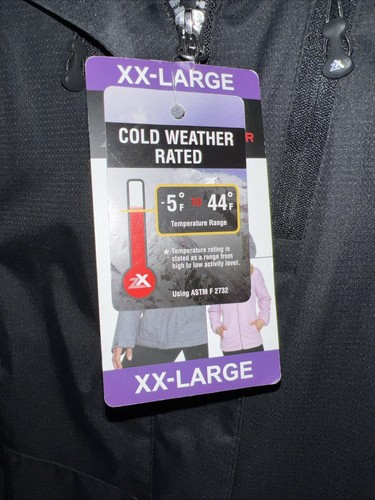 XX-LARGE
COLD WEATHER
RATED
R
-5°F TO 44°F
Temperature Range
★ Temperature rating is
stated as a range from
high to low activity level.
ZX
Using ASTM F 2732
XX-LARGE